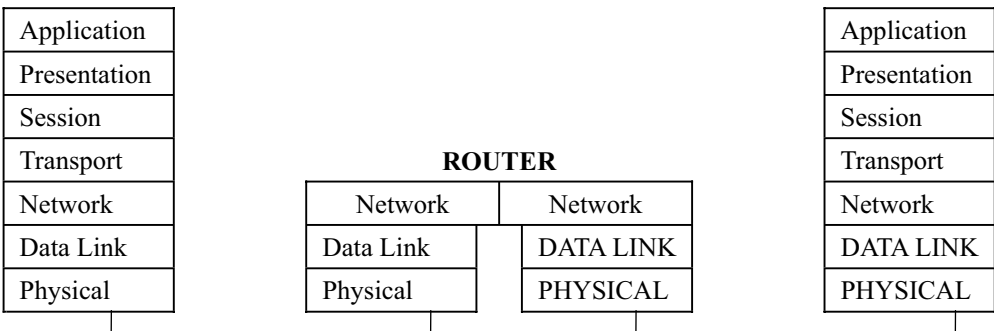 Application
Presentation
Session
Transport
Network
Data Link
Physical
ROUTER
Network Network
Data Link DATA LINK
Physical PHYSICAL
Application
Presentation
Session
Transport
Network
DATA LINK
PHYSICAL